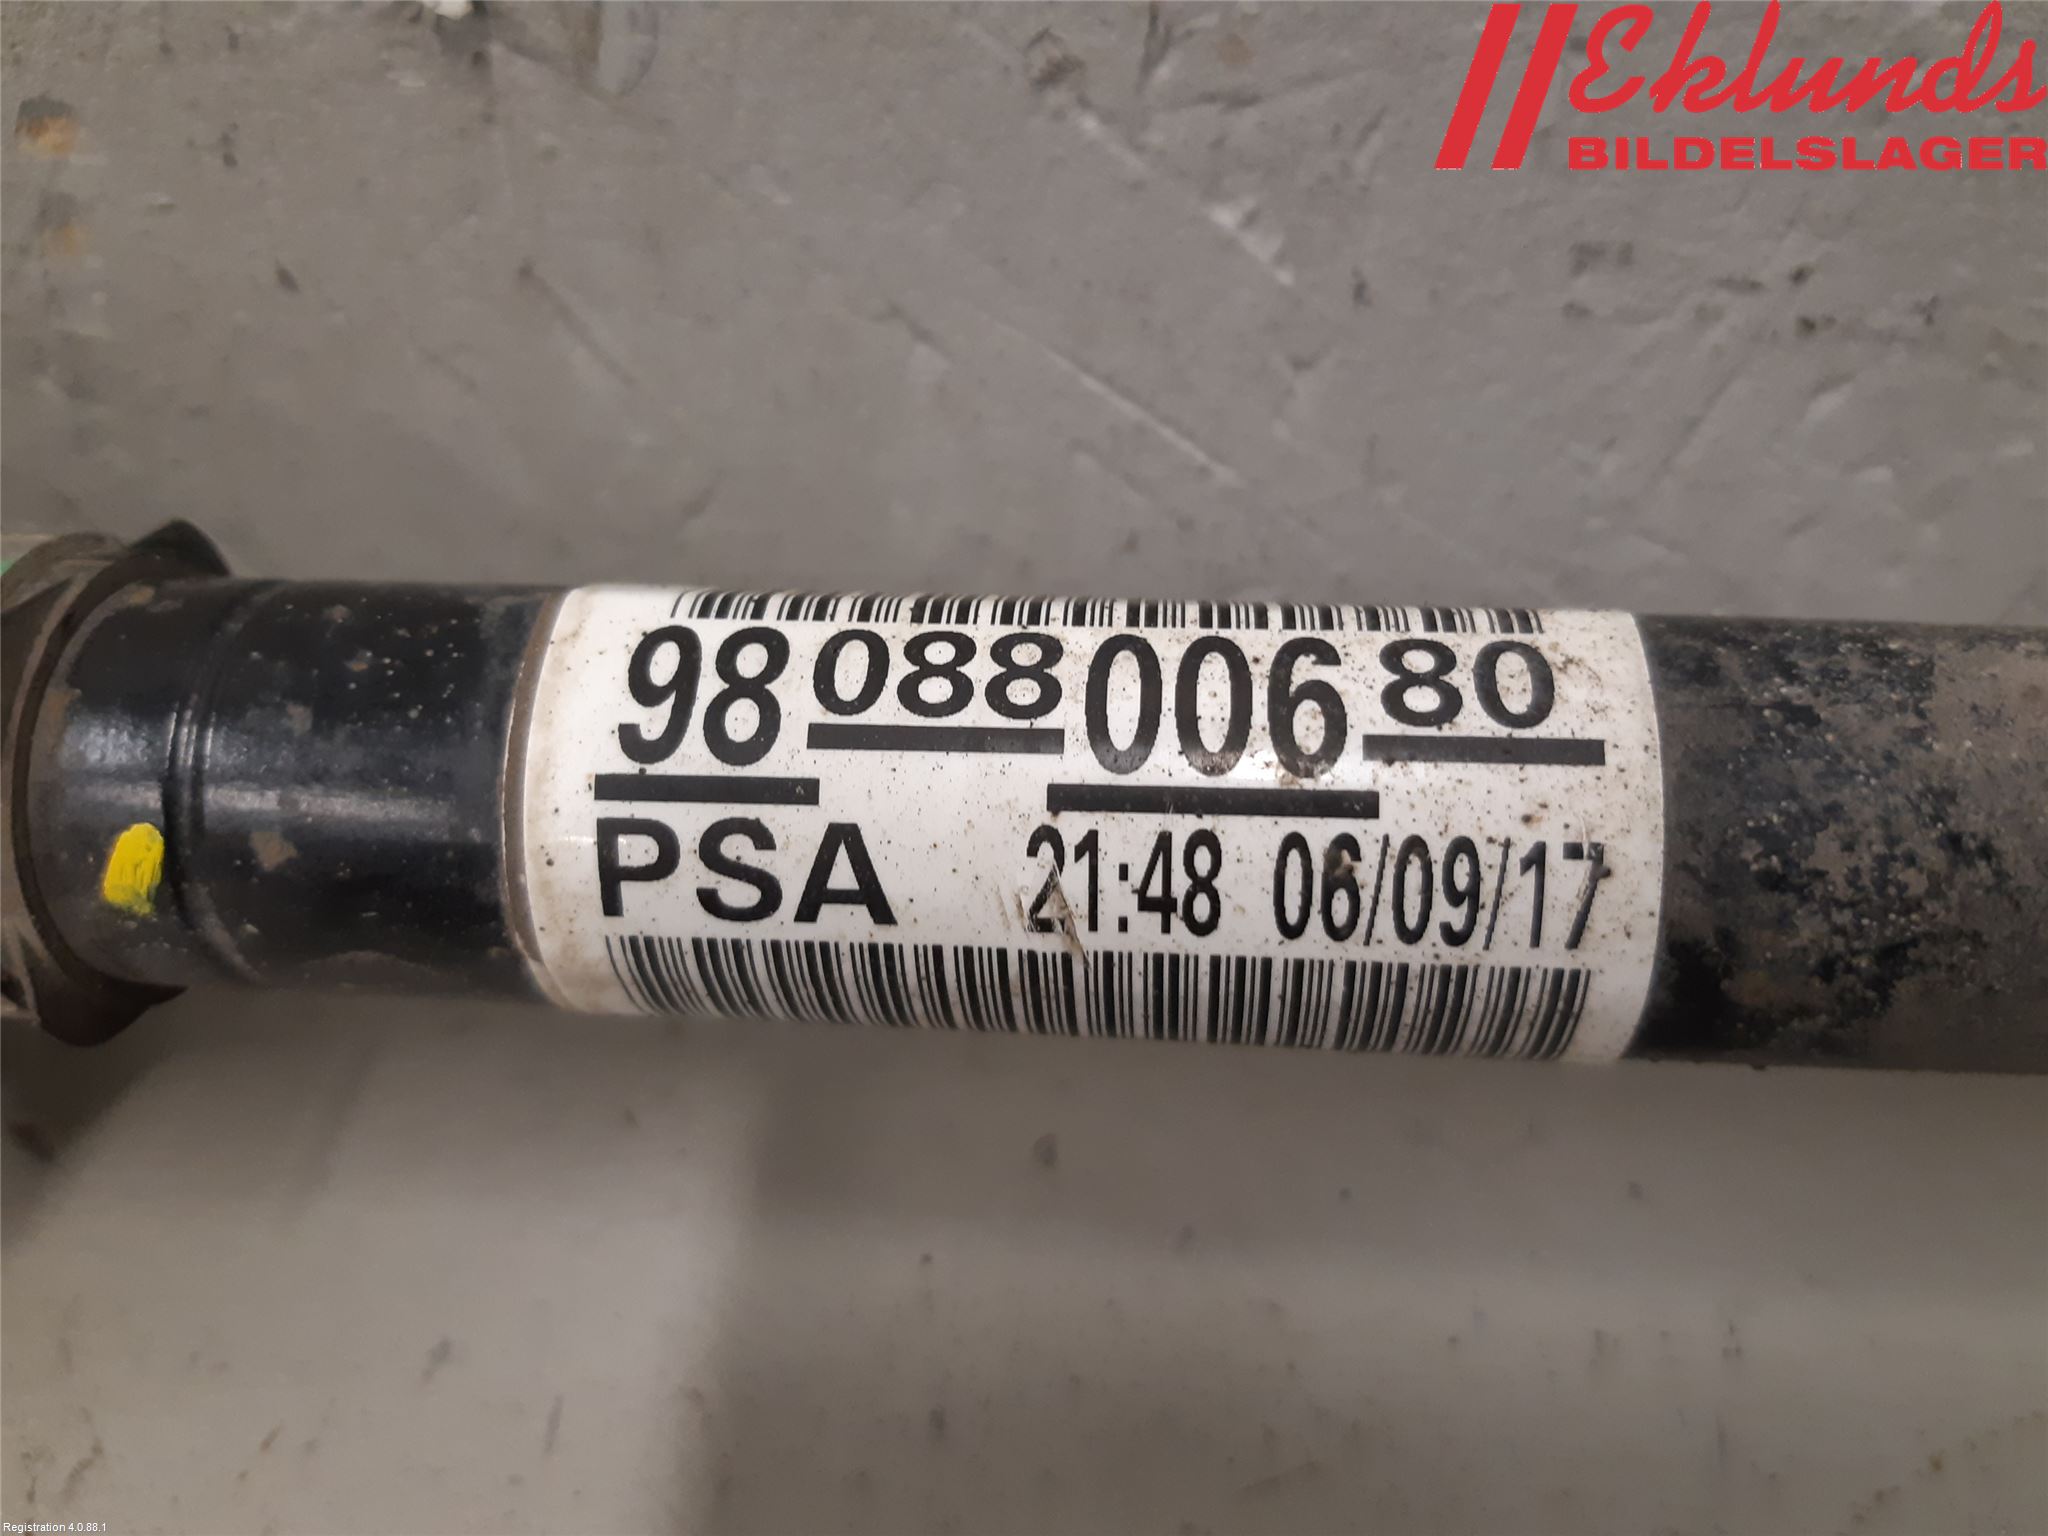 Eklunds
BILDELSLAGER
98 088 006 80
PSA 21:48 06/09/17
Registration 4.0.88.1